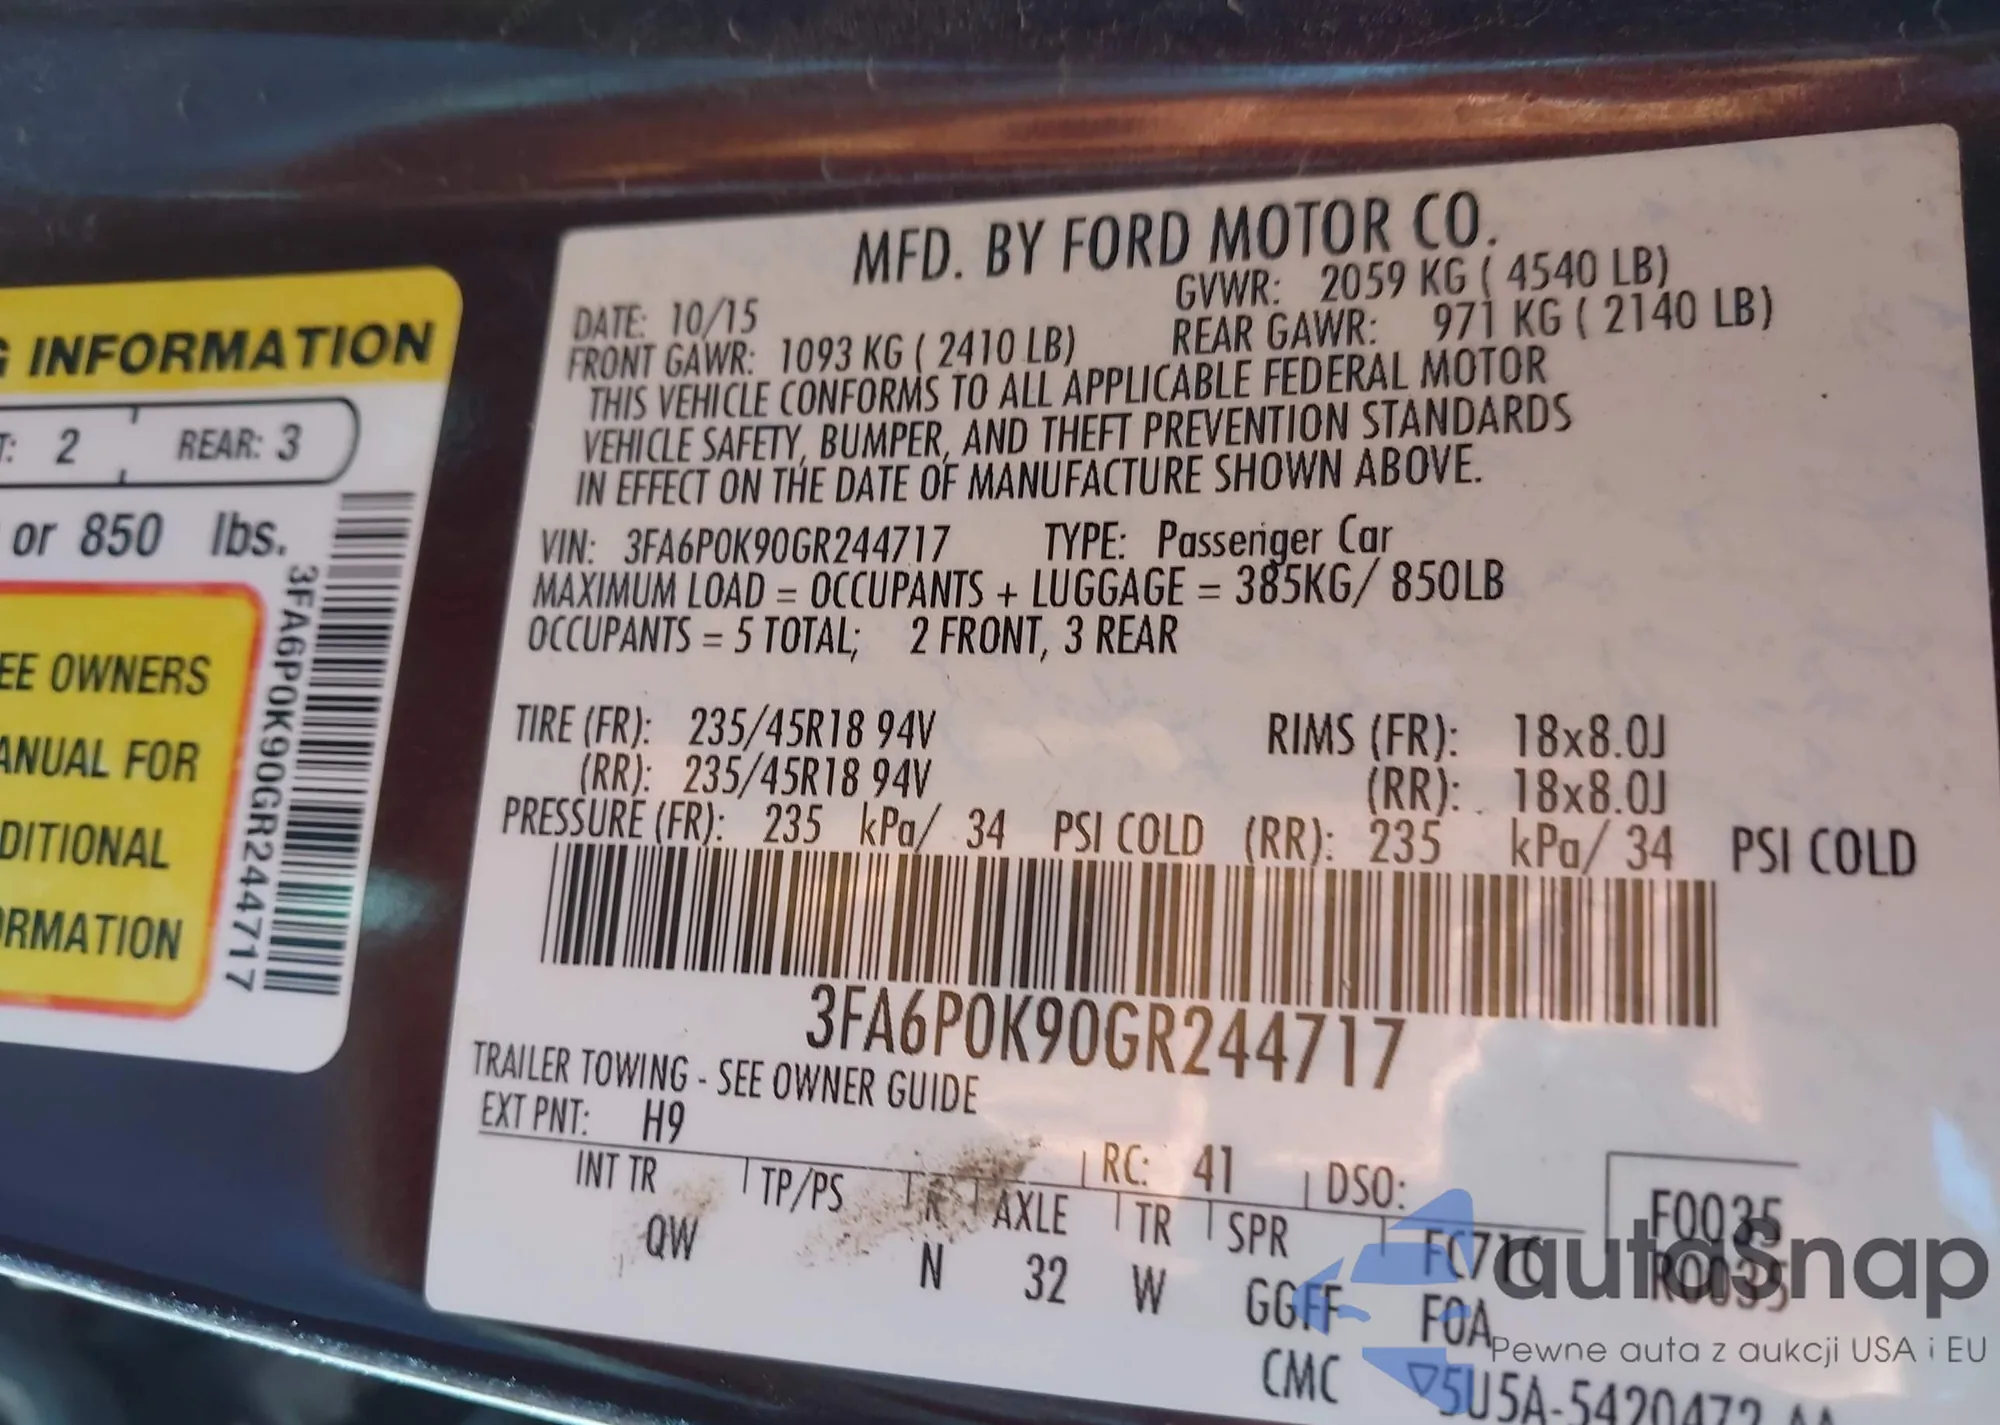 INFORMATION
2 REAR: 3
or 850 lbs.
3FA6P0K90GR244717
OWNERS
FOR
MFD. BY FORD MOTOR CO.
DATE: 10/15 GVWR: 2059 KG ( 4540 LB)
FRONT GAWR: 1093 KG ( 2410 LB) REAR GAWR: 971 KG ( 2140 LB)
THIS VEHICLE CONFORMS TO ALL APPLICABLE FEDERAL MOTOR
VEHICLE SAFETY, BUMPER, AND THEFT PREVENTION STANDARDS
IN EFFECT ON THE DATE OF MANUFACTURE SHOWN ABOVE.
VIN: 3FA6P0K90GR244717 TYPE: Passenger Car
MAXIMUM LOAD = OCCUPANTS + LUGGAGE = 385KG/ 850LB
OCCUPANTS = 5 TOTAL; 2 FRONT, 3 REAR
TIRE (FR): 235/45R18 94V RIMS (FR): 18x8.0J
(RR): 235/45R18 94V (RR): 18x8.0J
PRESSURE (FR): 235 kPa/ 34 PSI COLD (RR): 235 kPa/ 34 PSI COLD
3FA6P0K90GR244717
TRAILER TOWING - SEE OWNER GUIDE
EXT PNT: H9 RC: 41 DSO:
INT TR TP/PS R AXLE TR SPR FC71C F0035
QW N 32 W GGFF F0A R0035
CMC ▽5U5A-5420472
autoSnap
Pewne auta z aukcji USA i EU